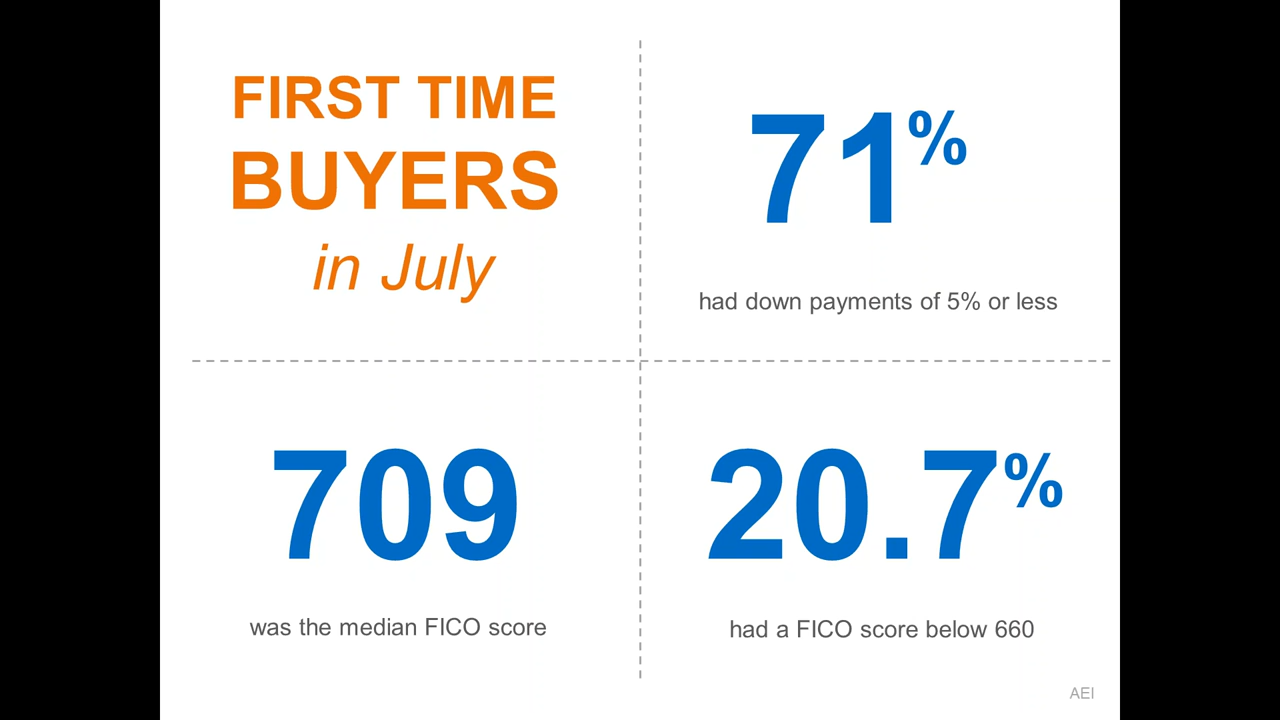 FIRST TIME
BUYERS
in July
71%
had down payments of 5% or less
709
was the median FICO score
20.7%
had a FICO score below 660
AEI